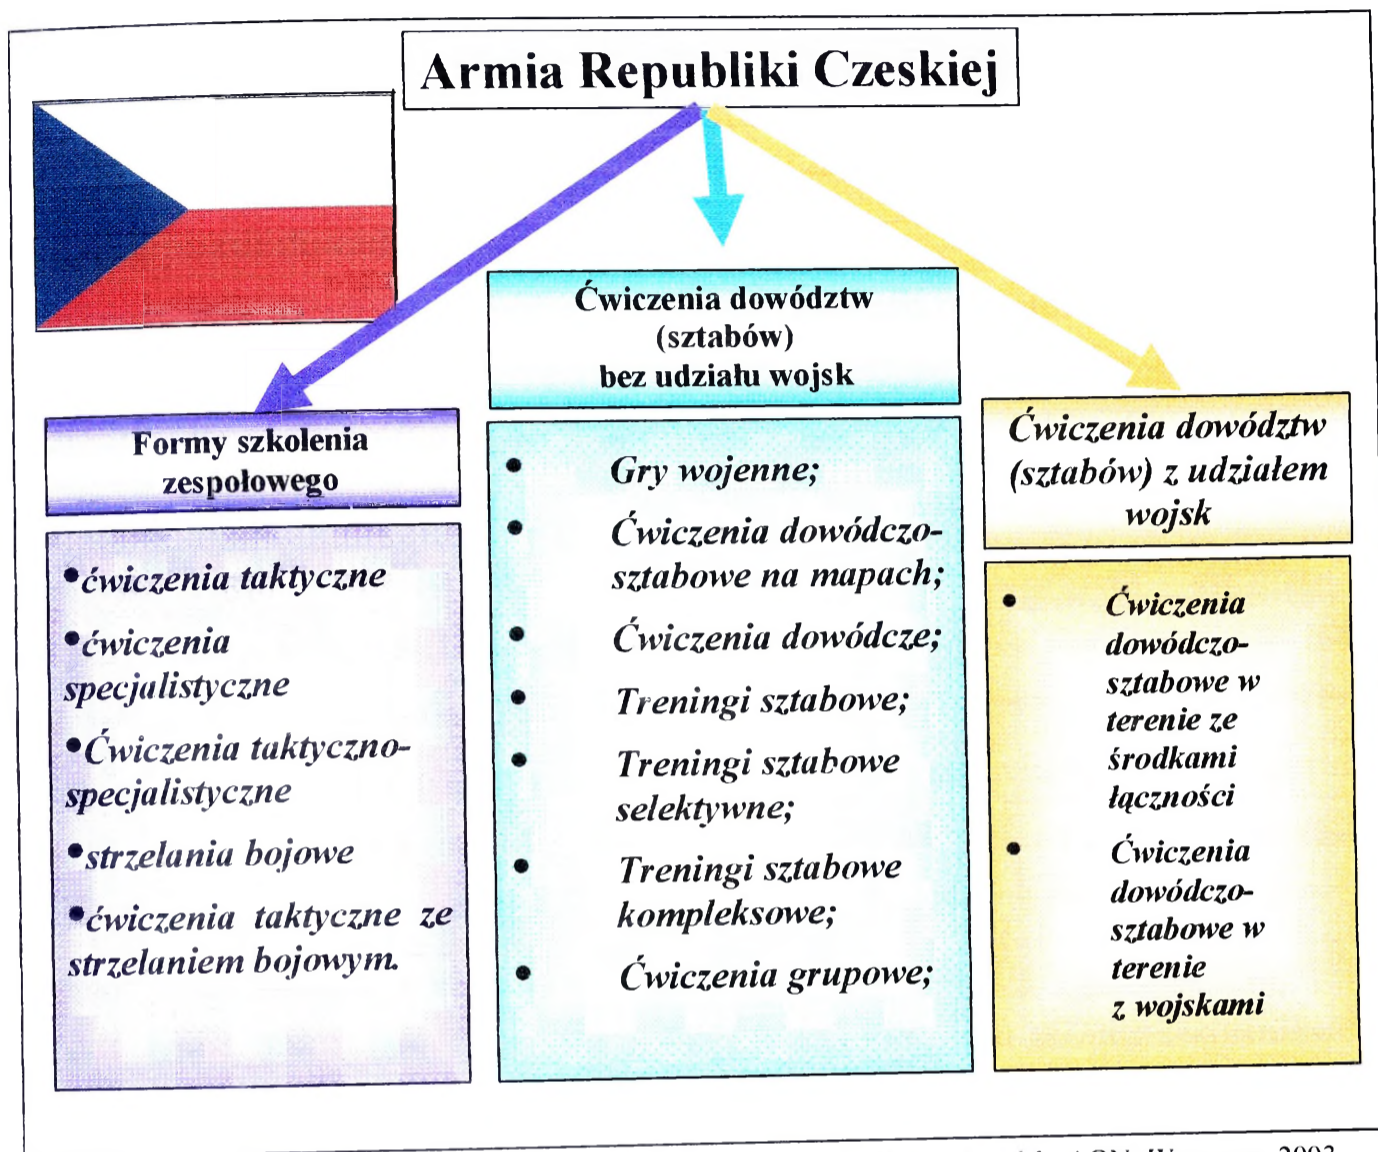 Armia Republiki Czeskiej
Formy szkolenia
zespołowego
•ćwiczenia taktyczne
•ćwiczenia
specjalistyczne
•Ćwiczenia taktyczno-
specjalistyczne
•strzelania bojowe
•ćwiczenia taktyczne ze
strzelaniem bojowym.
Ćwiczenia dowództw
(sztabów)
bez udziału wojsk
• Gry wojenne;
• Ćwiczenia dowódczo-
sztabowe na mapach;
• Ćwiczenia dowódcze;
• Treningi sztabowe;
• Treningi sztabowe
selektywne;
• Treningi sztabowe
kompleksowe;
• Ćwiczenia grupowe;
Ćwiczenia dowództw
(sztabów) z udziałem
wojsk
• Ćwiczenia
dowódczo-
sztabowe w
terenie ze
środkami
łączności
• Ćwiczenia
dowódczo-
sztabowe w
terenie
z wojskami
2003